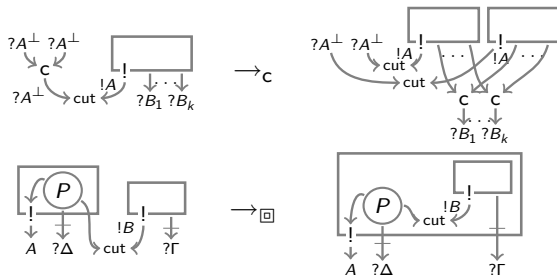 ?A⊥ ?A⊥
c
?A⊥ cut !A !
?B1 ... ?Bk
→c
?A⊥ ?A⊥
cut !A ! ... !A ! ...
cut
c c
?B1 ... ?Bk
P
!
A ?Δ cut !B ! ?Γ
→⊡
P
! cut !B !
A ?Δ ?Γ